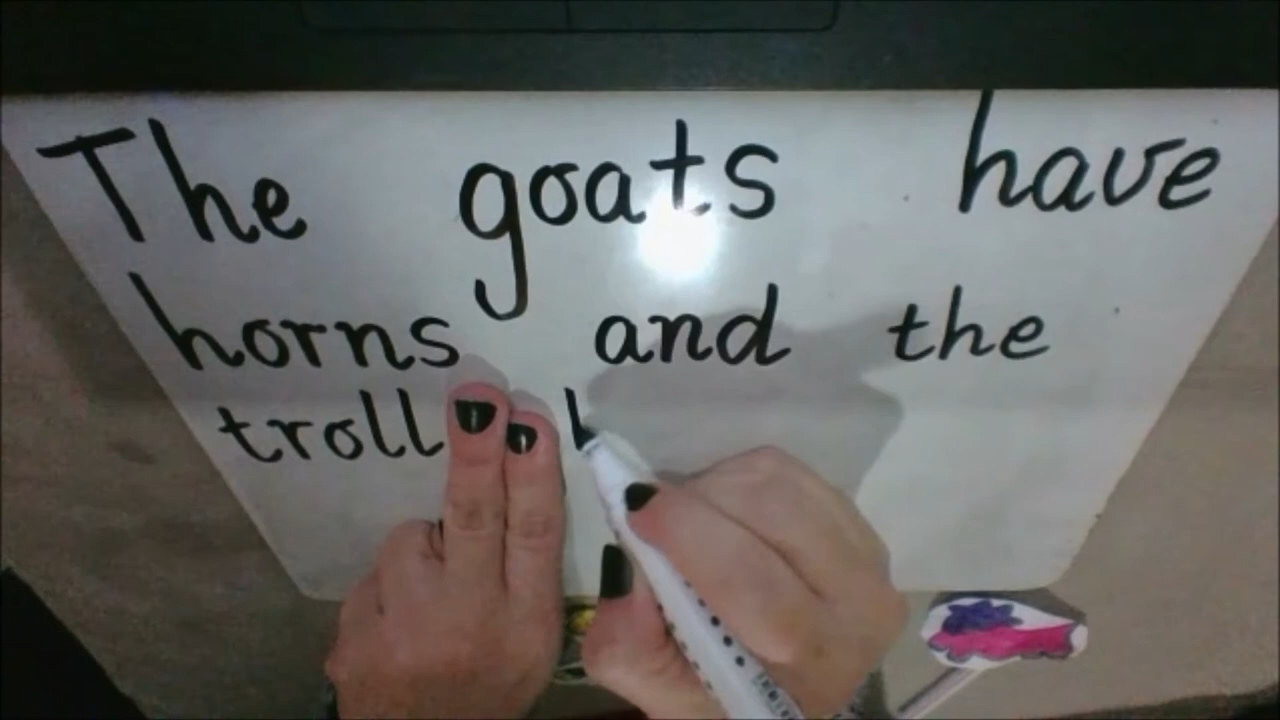 The goats have
horns and the
troll